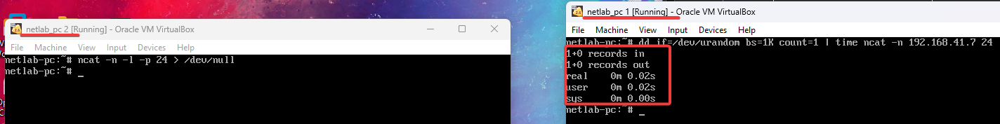 netlab_pc 2 [Running] - Oracle VM VirtualBox
File Machine View Input Devices Help
netlab-pc:~# ncat -n -l -p 24 > /dev/null
netlab-pc:~# _
netlab_pc 1 [Running] - Oracle VM VirtualBox
File Machine View Input Devices Help
netlab-pc:~# dd if=/dev/urandom bs=1K count=1 | time ncat -n 192.168.41.7 24
1+0 records in
1+0 records out
real 0m 0.02s
user 0m 0.02s
sys 0m 0.00s
netlab-pc:~# _